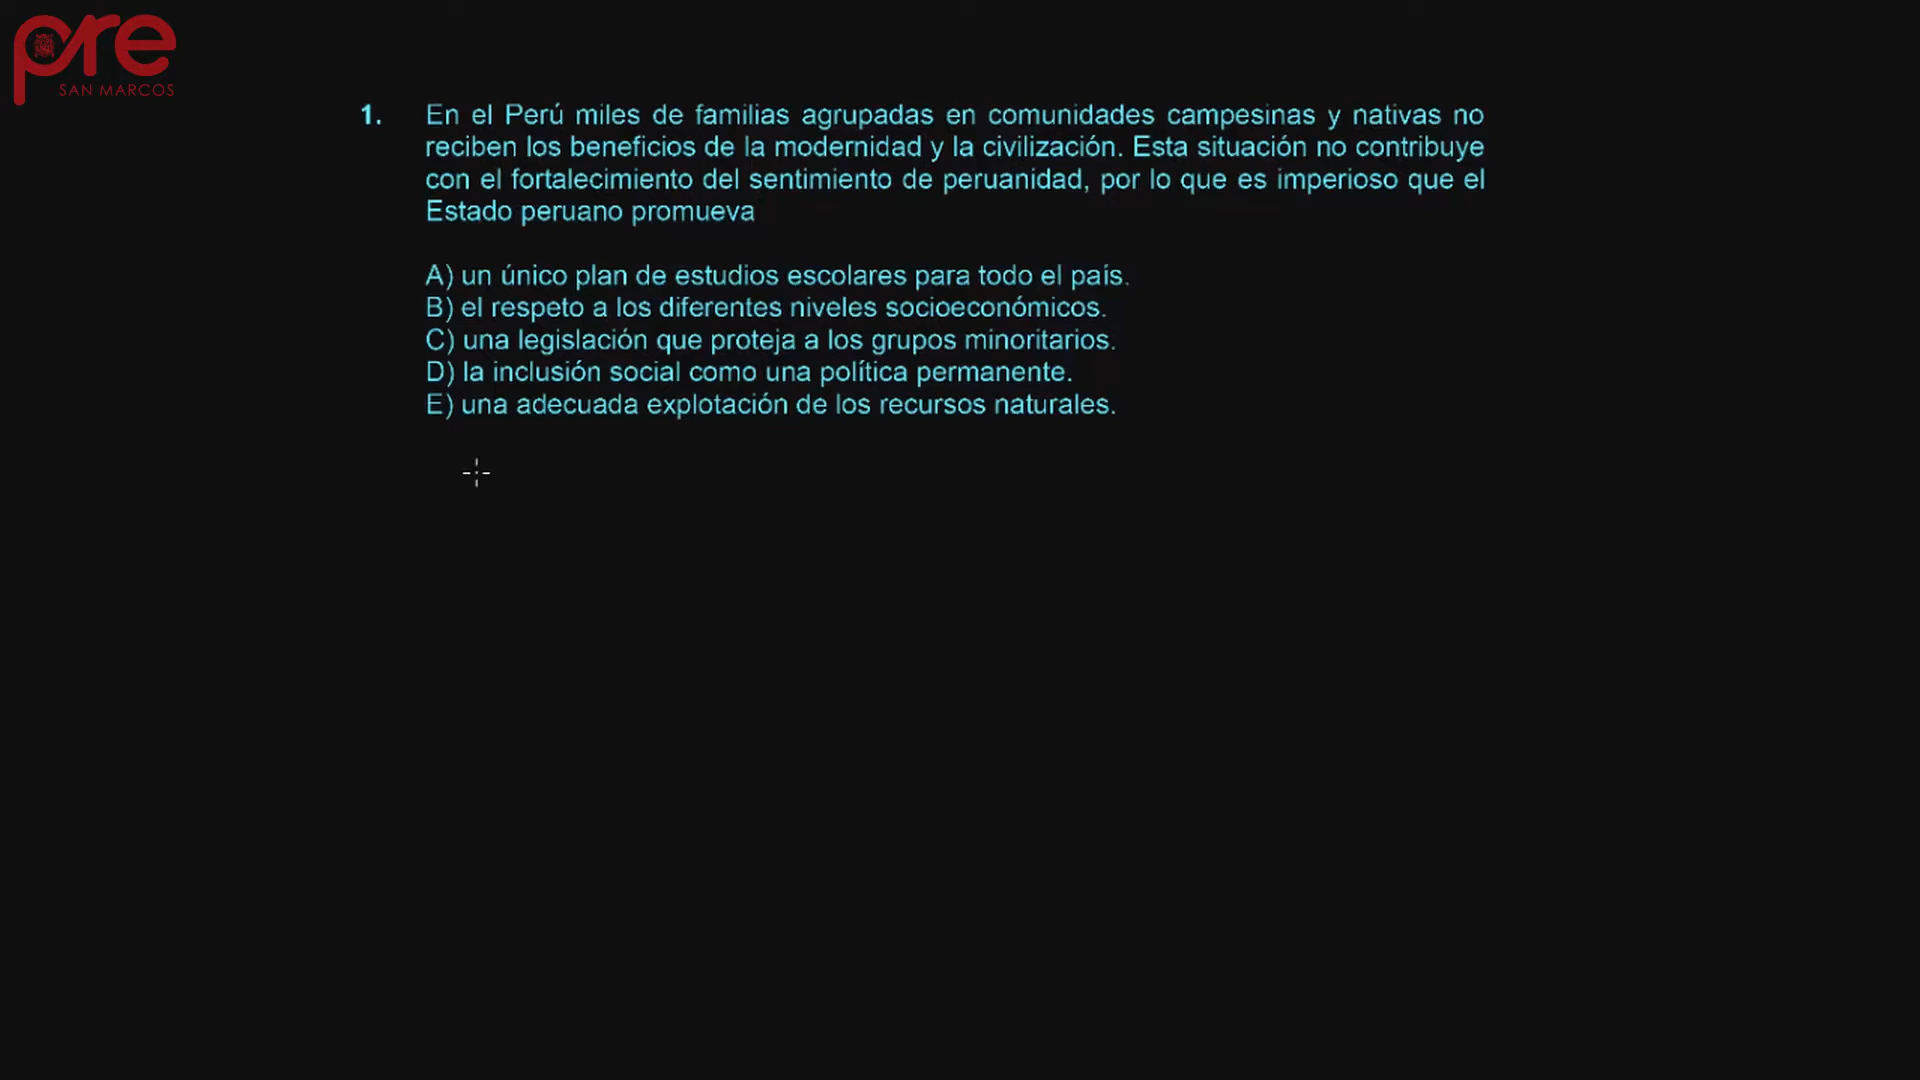 pre
SAN MARCOS
1. En el Perú miles de familias agrupadas en comunidades campesinas y nativas no
reciben los beneficios de la modernidad y la civilización. Esta situación no contribuye
con el fortalecimiento del sentimiento de peruanidad, por lo que es imperioso que el
Estado peruano promueva
A) un único plan de estudios escolares para todo el país.
B) el respeto a los diferentes niveles socioeconómicos.
C) una legislación que proteja a los grupos minoritarios.
D) la inclusión social como una política permanente.
E) una adecuada explotación de los recursos naturales.